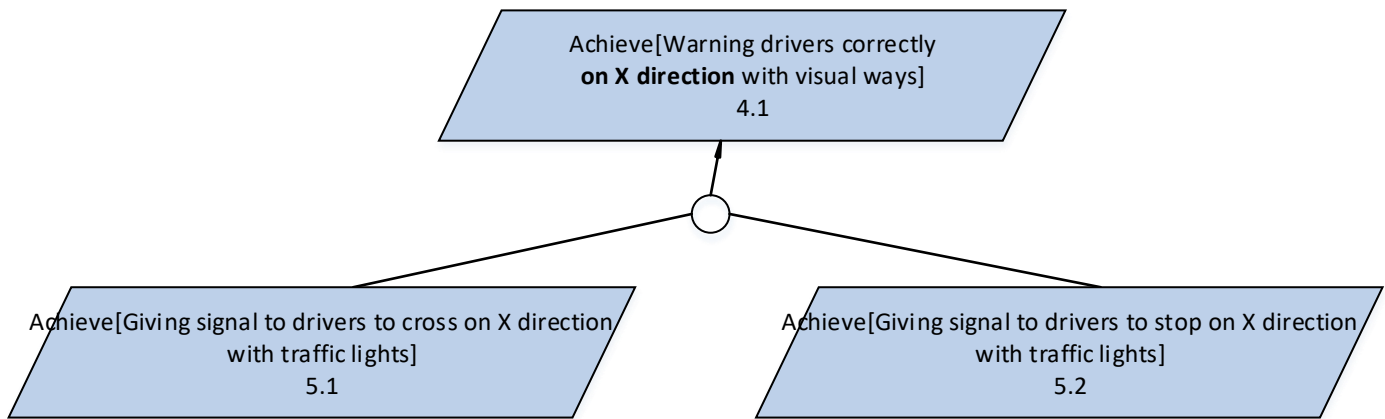 Achieve[Warning drivers correctly
on X direction with visual ways]
4.1
Achieve[Giving signal to drivers to cross on X direction
with traffic lights]
5.1
Achieve[Giving signal to drivers to stop on X direction
with traffic lights]
5.2